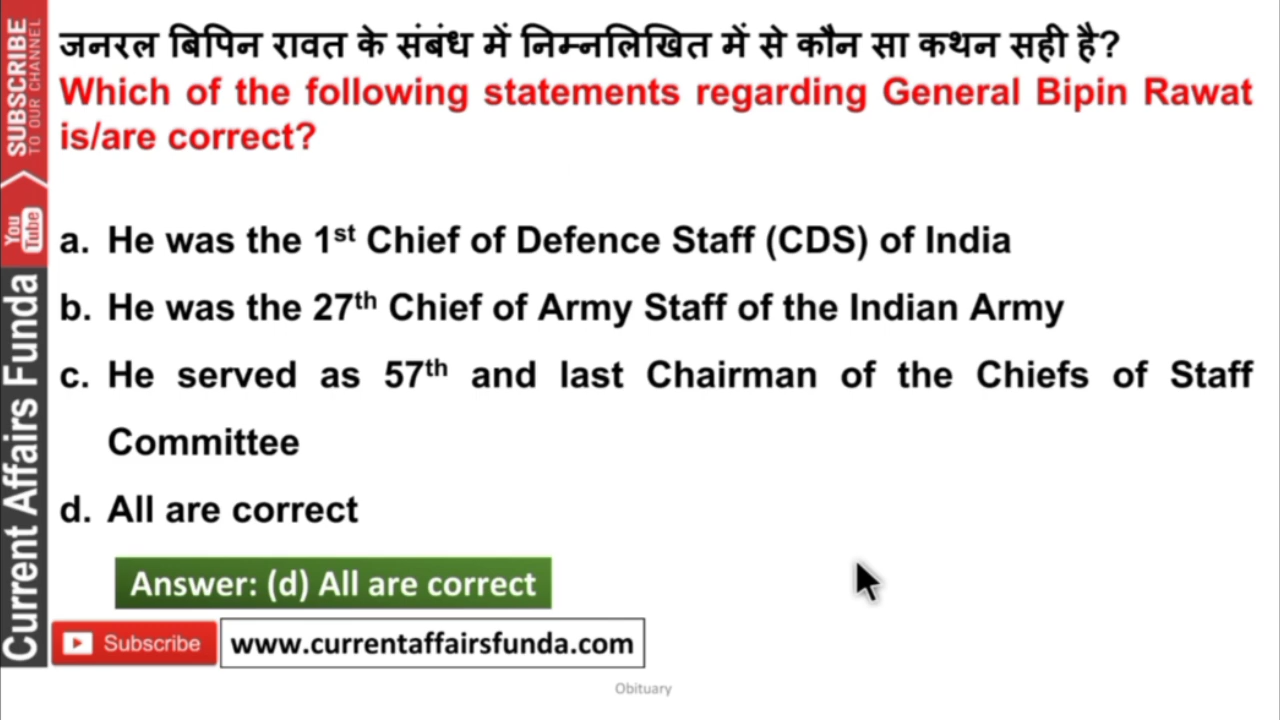 जनरल बिपिन रावत के संबंध में निम्नलिखित में से कौन सा कथन सही है?
Which of the following statements regarding General Bipin Rawat
is/are correct?
a. He was the 1st Chief of Defence Staff (CDS) of India
b. He was the 27th Chief of Army Staff of the Indian Army
c. He served as 57th and last Chairman of the Chiefs of Staff
Committee
d. All are correct
Answer: (d) All are correct
Subscribe
www.currentaffairsfunda.com
Obituary
SUBSCRIBE
TO OUR CHANNEL
You
Tube
Current Affairs Funda